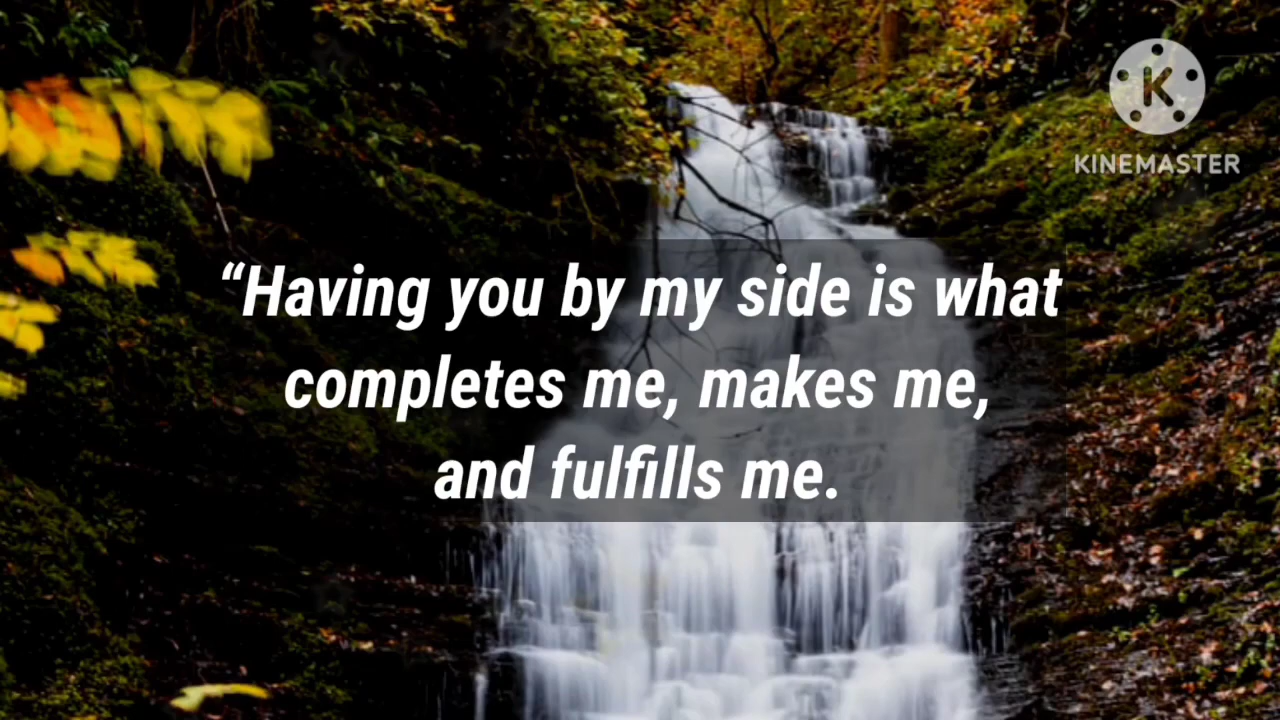 K
KINEMASTER
“Having you by my side is what
completes me, makes me,
and fulfills me.